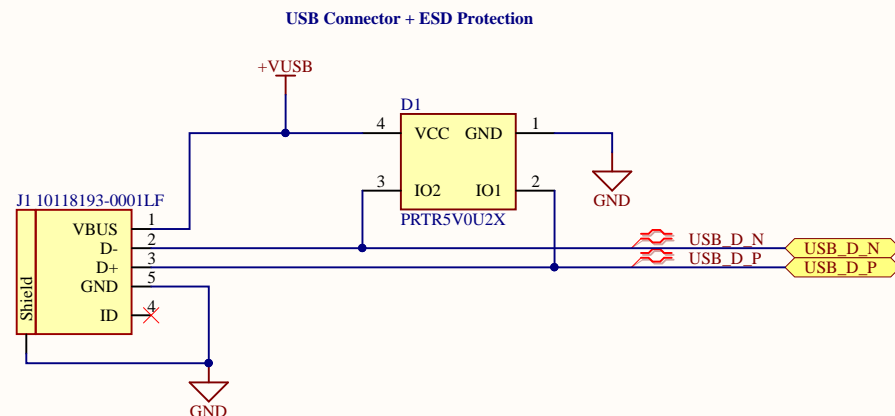 USB Connector + ESD Protection
+VUSB
D1
4 VCC GND 1
3 IO2 IO1 2
PRTR5V0U2X
GND
J1 10118193-0001LF
VBUS 1
D- 2
D+ 3
GND 5
ID 4
Shield
GND
USB_D_N USB_D_N
USB_D_P USB_D_P